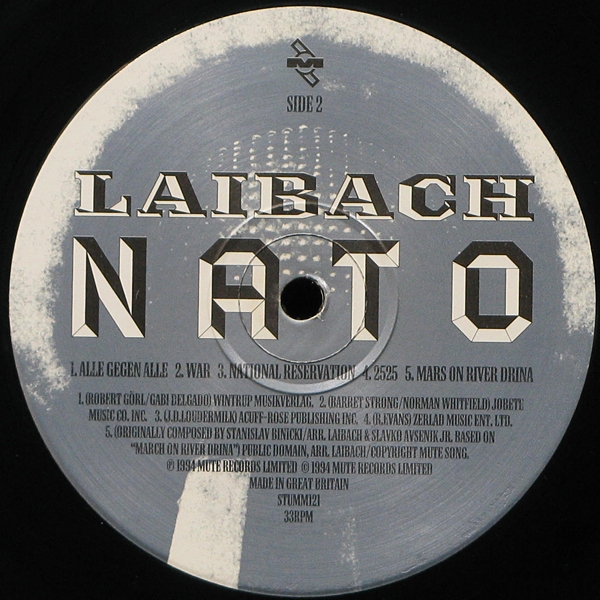 SIDE 2
LAIBACH
NATO
1. ALLE GEGEN ALLE 2. WAR 3. NATIONAL RESERVATION 4. 2525 5. MARS ON RIVER DRINA
1. (ROBERT GÖRL/GABI DELGADO) WINTRUP MUSIKVERLAG. 2. (BARRET STRONG/NORMAN WHITFIELD) JOBETE
MUSIC CO. INC. 3. (J.D.LOUDERMILK) ACUFF-ROSE PUBLISHING INC. 4. (R.EVANS) ZERLAD MUSIC ENT, LTD.
5. (ORIGINALLY COMPOSED BY STANISLAV BINICKI/ARR. LAIBACH & SLAVKO AVSENIK JR. BASED ON
"MARCH ON RIVER DRINA") PUBLIC DOMAIN, ARR. LAIBACH/COPYRIGHT MUTE SONG.
℗ 1994 MUTE RECORDS LIMITED © 1994 MUTE RECORDS LIMITED
MADE IN GREAT BRITAIN
STUMM121
33RPM